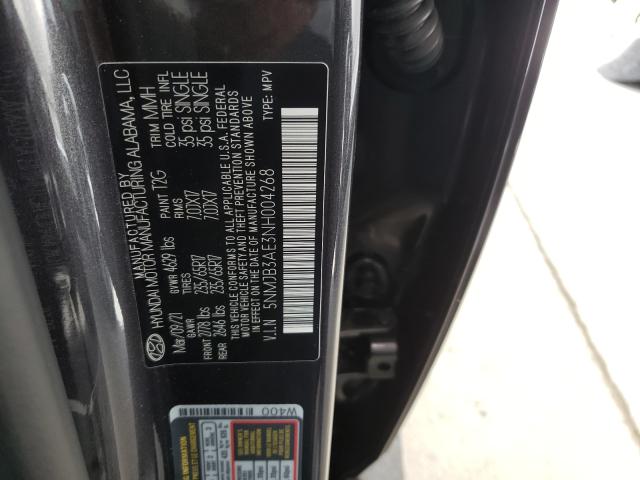 MANUFACTURED BY
HYUNDAI MOTOR MANUFACTURING ALABAMA, LLC
Mar/09/21 GVWR 4629 lbs PAINT T2G TRIM MMH
GAWR RIMS COLD TIRE INFL
FRONT 2778 lbs 235/65R17 7.0JX17 35 psi SINGLE
REAR 2646 lbs 235/65R17 7.0JX17 35 psi SINGLE
THIS VEHICLE CONFORMS TO ALL APPLICABLE U.S.A. FEDERAL
MOTOR VEHICLE SAFETY AND THEFT PREVENTION STANDARDS
IN EFFECT ON THE DATE OF MANUFACTURE SHOWN ABOVE
V.I.N 5NMJB3AE3NH004268 TYPE: MPV
W400